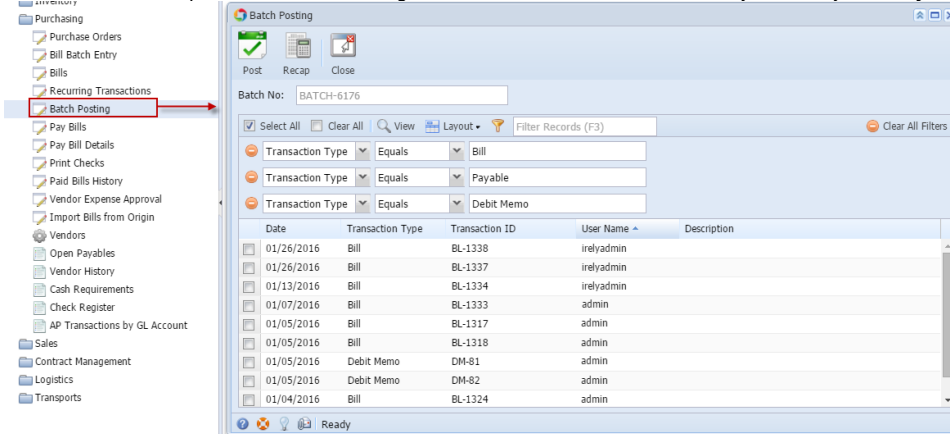 Purchasing
Purchase Orders
Bill Batch Entry
Bills
Recurring Transactions
Batch Posting
Pay Bills
Pay Bill Details
Print Checks
Paid Bills History
Vendor Expense Approval
Import Bills from Origin
Vendors
Open Payables
Vendor History
Cash Requirements
Check Register
AP Transactions by GL Account
Sales
Contract Management
Logistics
Transports
Batch Posting
Post Recap Close
Batch No: BATCH-6176
Select All Clear All View Layout Filter Records (F3) Clear All Filters
Transaction Type Equals Bill
Transaction Type Equals Payable
Transaction Type Equals Debit Memo
Date Transaction Type Transaction ID User Name Description
01/26/2016 Bill BL-1338 irelyadmin
01/26/2016 Bill BL-1337 irelyadmin
01/13/2016 Bill BL-1334 irelyadmin
01/07/2016 Bill BL-1333 admin
01/05/2016 Bill BL-1317 admin
01/05/2016 Bill BL-1318 admin
01/05/2016 Debit Memo DM-81 admin
01/05/2016 Debit Memo DM-82 admin
01/04/2016 Bill BL-1324 admin
Ready